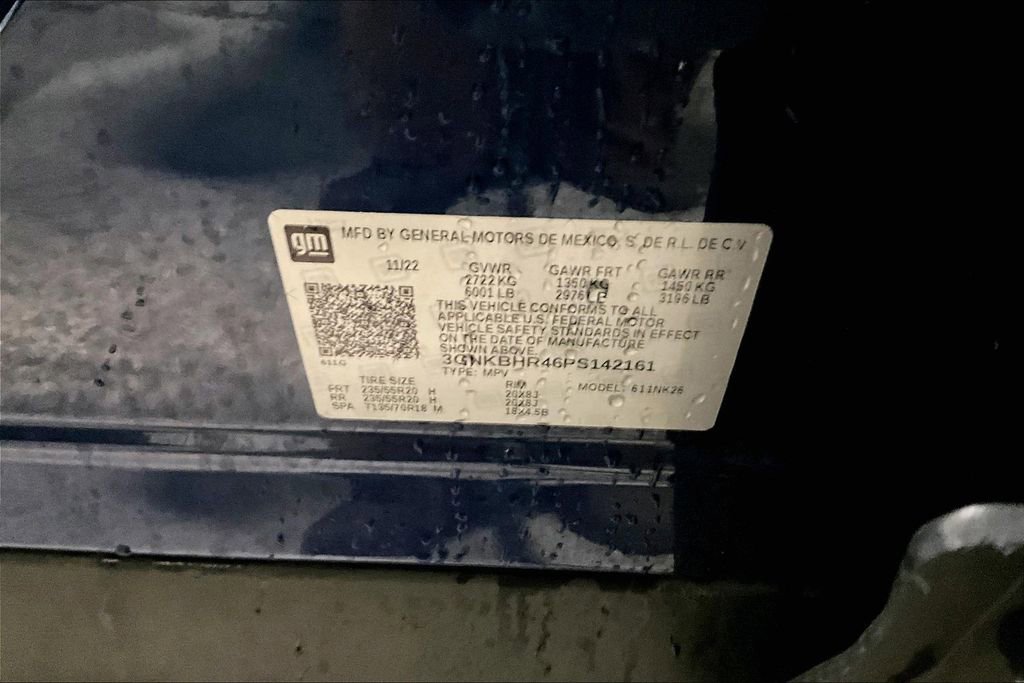 gm MFD BY GENERAL MOTORS DE MEXICO, S. DE R.L. DE C.V
11/22 GVWR GAWR FRT GAWR RR
2722 KG 1350 KG 1450 KG
6001 LB 2976 LB 3196 LB
THIS VEHICLE CONFORMS TO ALL
APPLICABLE U.S. FEDERAL MOTOR
VEHICLE SAFETY STANDARDS IN EFFECT
ON THE DATE OF MANUFACTURE
SHOWN ABOVE.
611G 3GNKBHR46PS142161
TYPE: MPV
TIRE SIZE RIM MODEL: 611NK26
FRT 235/55R20 H 20X8J
RR 235/55R20 H 20X8J
SPA T135/70R18 M 18X4.5B